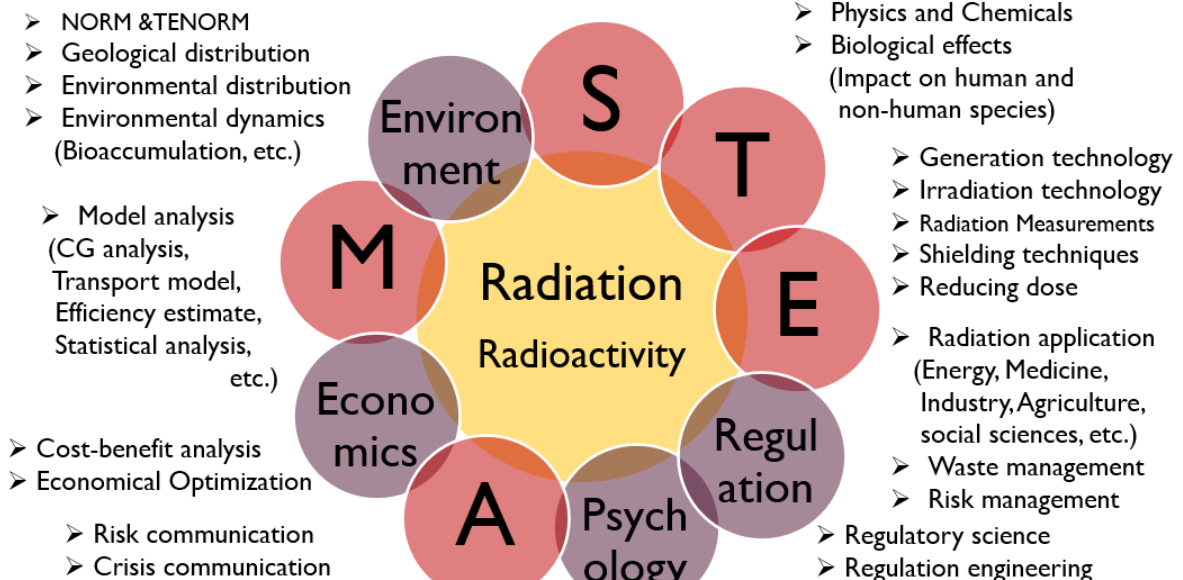 ➢ NORM &TENORM
➢ Geological distribution
➢ Environmental distribution
➢ Environmental dynamics
(Bioaccumulation, etc.)
➢ Model analysis
(CG analysis,
Transport model,
Efficiency estimate,
Statistical analysis,
etc.)
➢ Cost-benefit analysis
➢ Economical Optimization
➢ Risk communication
➢ Crisis communication
Environ
ment
S
T
E
M
Radiation
Radioactivity
Econo
mics
Regul
ation
A
Psych
ology
➢ Physics and Chemicals
➢ Biological effects
(Impact on human and
non-human species)
➢ Generation technology
➢ Irradiation technology
➢ Radiation Measurements
➢ Shielding techniques
➢ Reducing dose
➢ Radiation application
(Energy, Medicine,
Industry, Agriculture,
social sciences, etc.)
➢ Waste management
➢ Risk management
➢ Regulatory science
➢ Regulation engineering